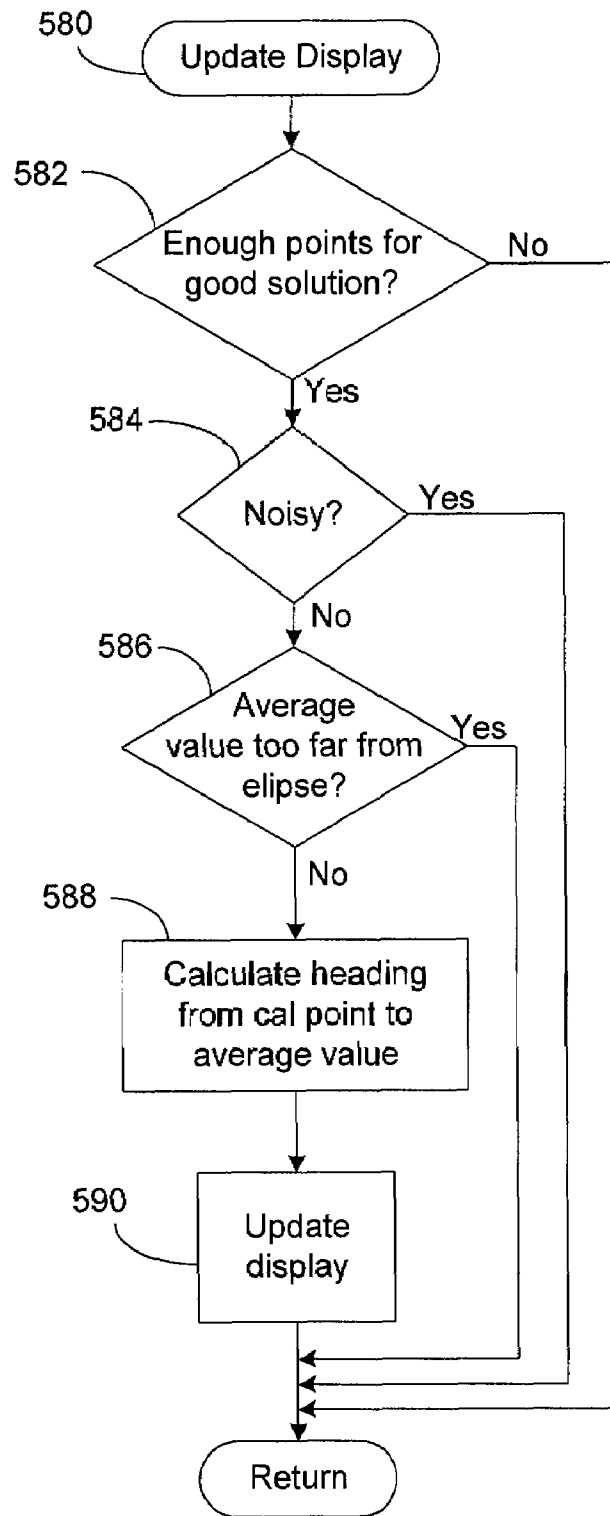 580
Update Display
582
Enough points for
good solution?
No
Yes
584
Noisy?
Yes
No
586
Average
value too far from
elipse?
Yes
No
588
Calculate heading
from cal point to
average value
590
Update
display
Return